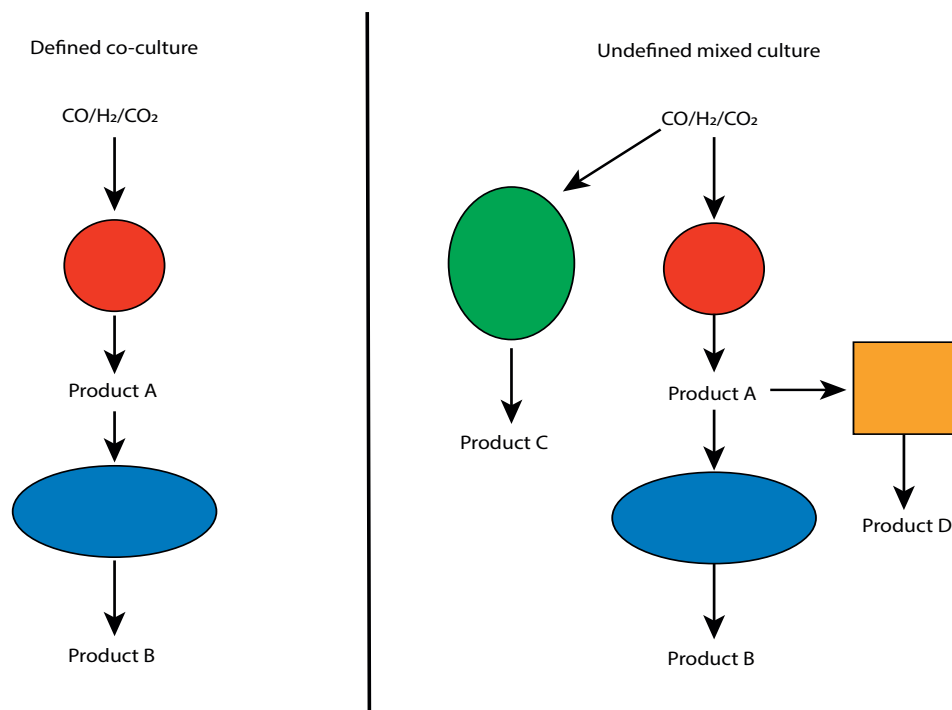 Defined co-culture
CO/H₂/CO₂
Product A
Product B
Undefined mixed culture
CO/H₂/CO₂
Product A
Product C
Product D
Product B